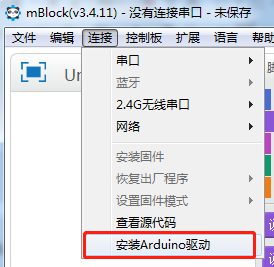 mBlock(v3.4.11) - 没有连接串口 - 未保存
文件 编辑 连接 控制板 扩展 语言 帮助
Un
串口
蓝牙
2.4G无线串口
网络
安装固件
恢复出厂程序
设置固件模式
查看源代码
安装Arduino驱动